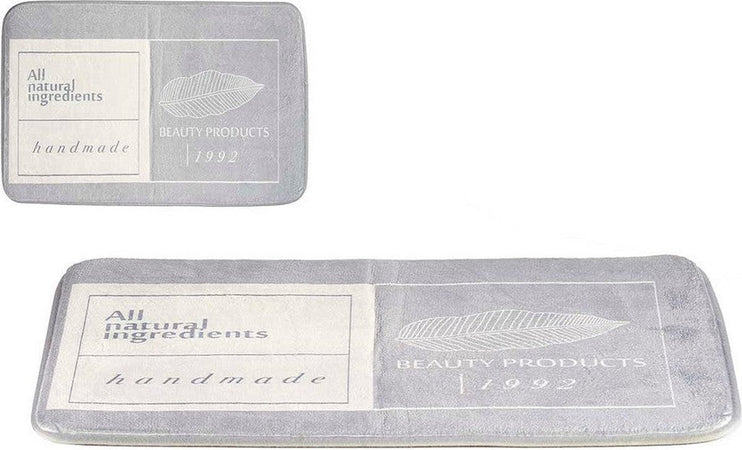 All
natural
ingredients
handmade
BEAUTY PRODUCTS
1992
All
natural
ingredients
handmade
BEAUTY PRODUCTS
1992